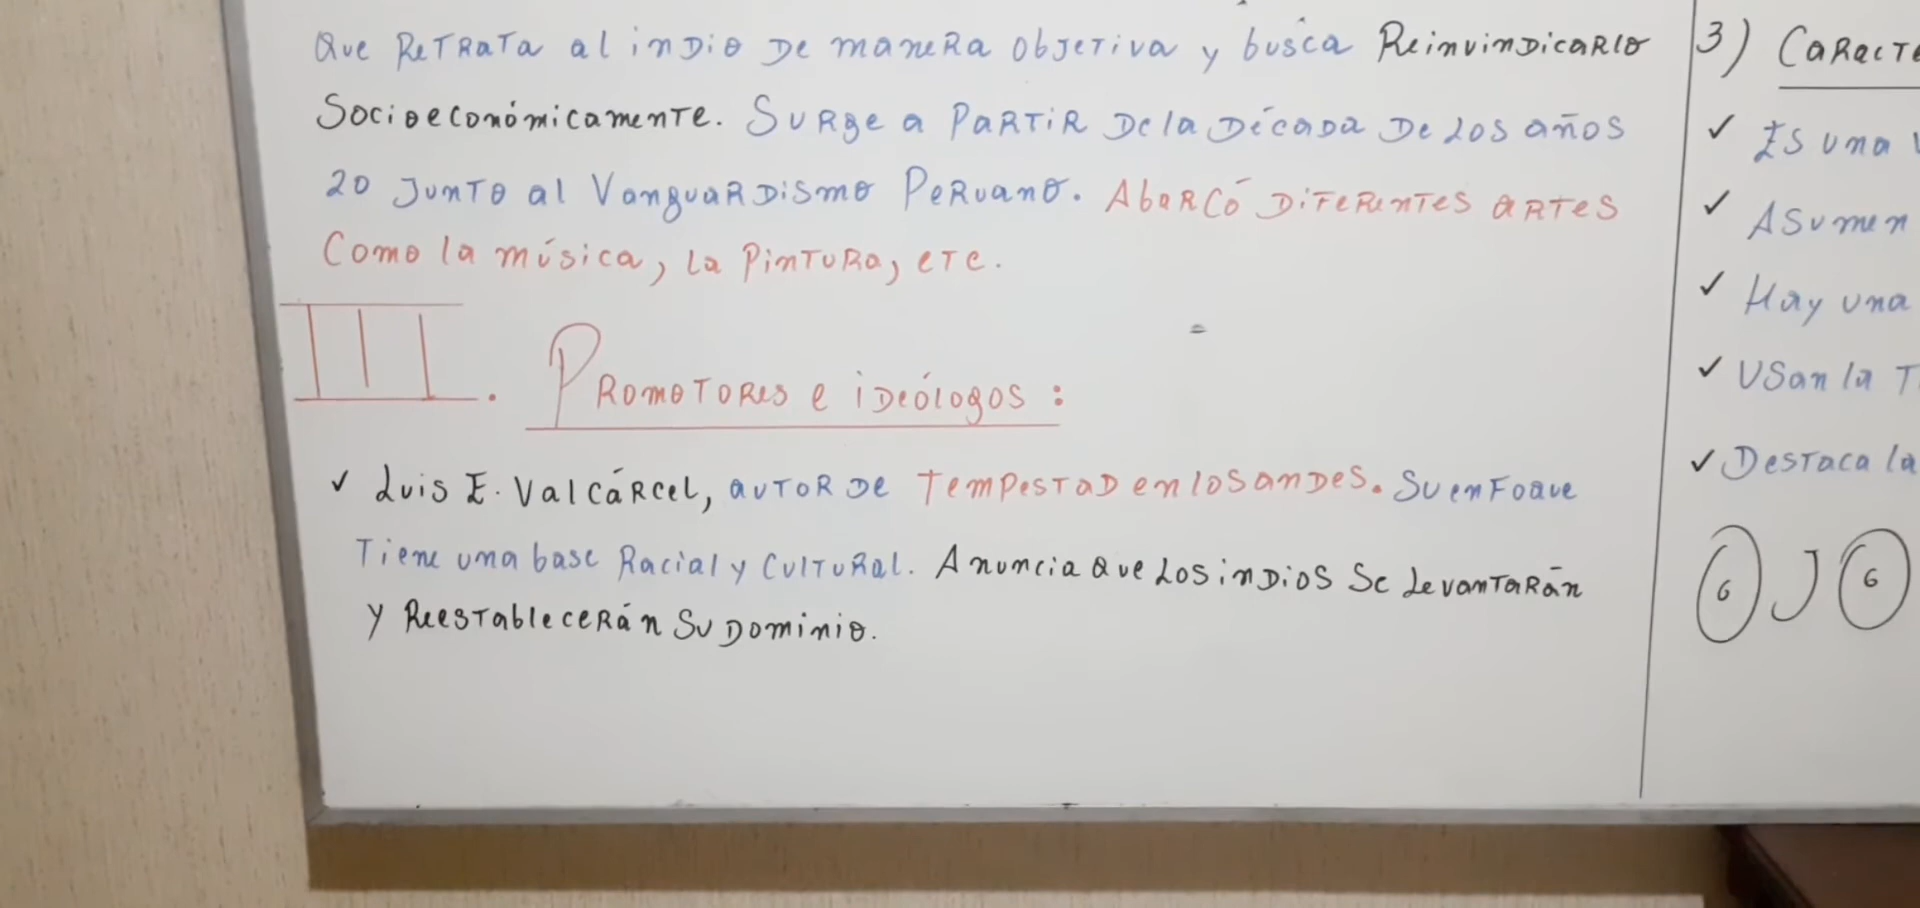 Que Retrata al indio de manera objetiva y busca Reinvindicarlo
Socioeconómicamente. Surge a partir de la década de los años
20 junto al Vanguardismo Peruano. Abarcó diferentes artes
Como la música, la pintura, etc.
III. Promotores e ideólogos:
✓ Luis E. Valcárcel, autor de Tempestad en los andes. Su enfoque
Tiene una base Racial y Cultural. Anuncia que los indios se levantarán
y Reestablecerán su dominio.
3) Caracte
✓ Es una
✓ Asumen
✓ Hay una
✓ Usan la T
✓ Destaca la
OJO